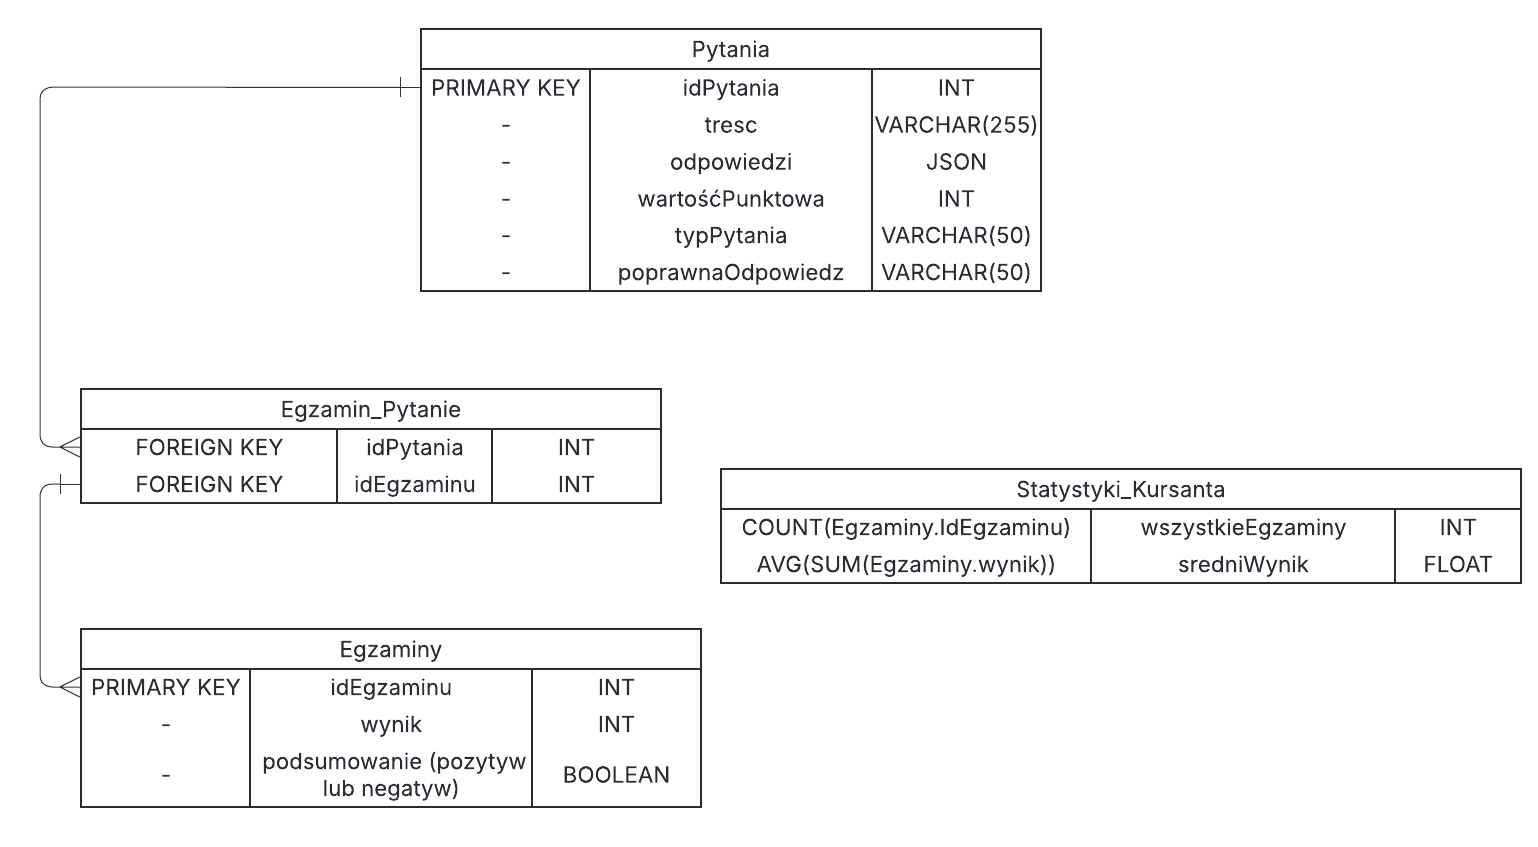 Pytania
PRIMARY KEY idPytania INT
- tresc VARCHAR(255)
- odpowiedzi JSON
- wartośćPunktowa INT
- typPytania VARCHAR(50)
- poprawnaOdpowiedz VARCHAR(50)
Egzamin_Pytanie
FOREIGN KEY idPytania INT
FOREIGN KEY idEgzaminu INT
Statystyki_Kursanta
COUNT(Egzaminy.IdEgzaminu) wszystkieEgzaminy INT
AVG(SUM(Egzaminy.wynik)) sredniWynik FLOAT
Egzaminy
PRIMARY KEY idEgzaminu INT
- wynik INT
- podsumowanie (pozytyw
lub negatyw) BOOLEAN